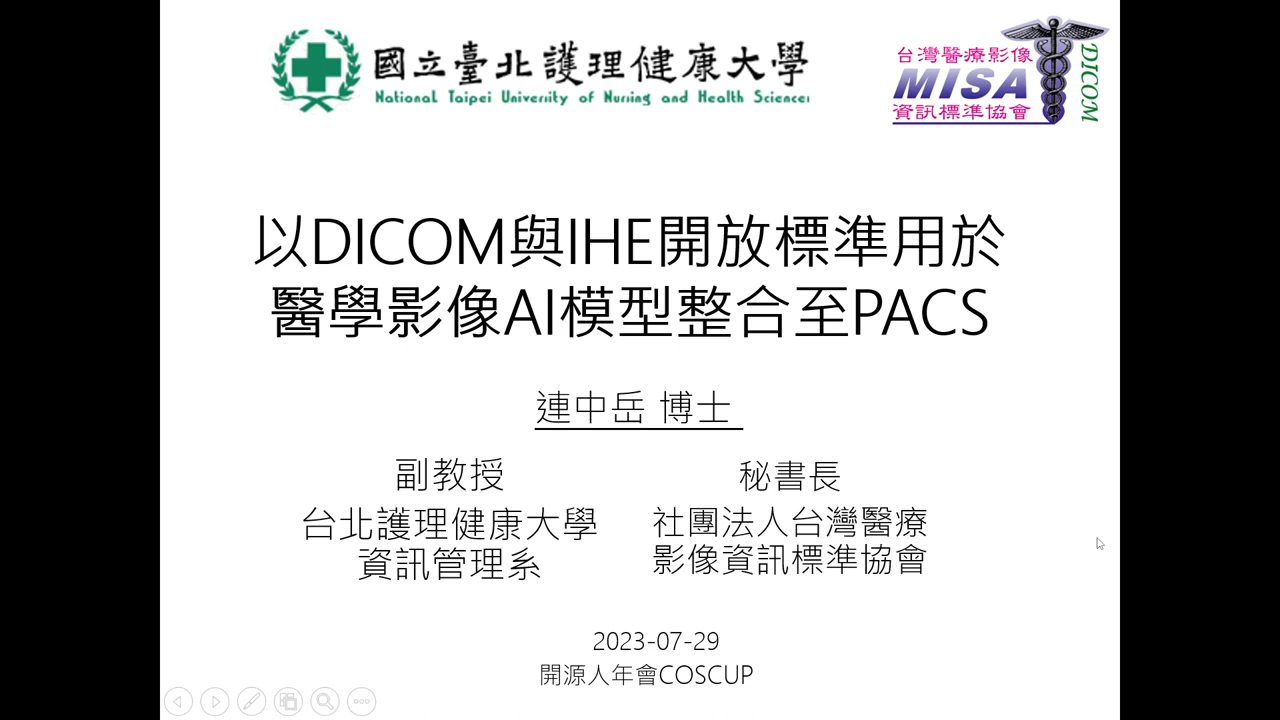 國立臺北護理健康大學
National Taipei University of Nursing and Health Sciences
台灣醫療影像
MISA
資訊標準協會
DICOM
以DICOM與IHE開放標準用於
醫學影像AI模型整合至PACS
連中岳 博士
副教授
台北護理健康大學
資訊管理系
秘書長
社團法人台灣醫療
影像資訊標準協會
2023-07-29
開源人年會COSCUP